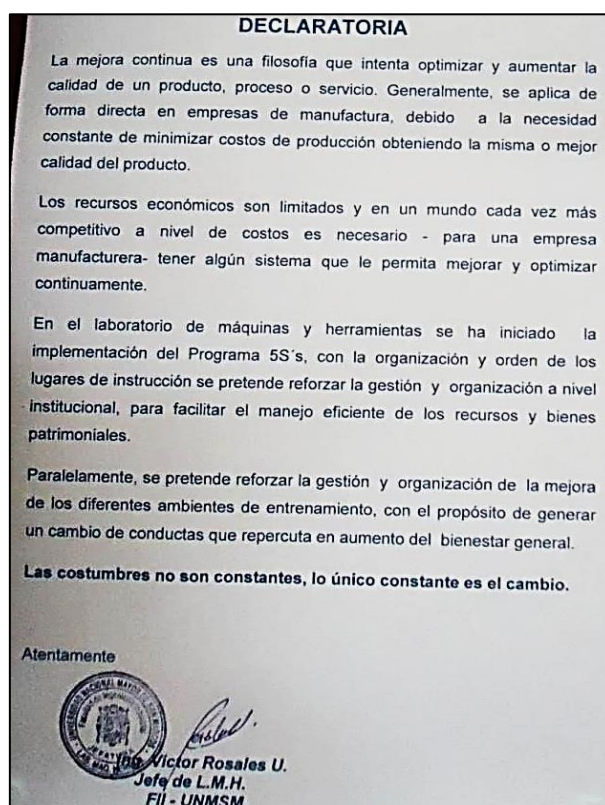 DECLARATORIA
La mejora continua es una filosofía que intenta optimizar y aumentar la
calidad de un producto, proceso o servicio. Generalmente, se aplica de
forma directa en empresas de manufactura, debido a la necesidad
constante de minimizar costos de producción obteniendo la misma o mejor
calidad del producto.
Los recursos económicos son limitados y en un mundo cada vez más
competitivo a nivel de costos es necesario - para una empresa
manufacturera- tener algún sistema que le permita mejorar y optimizar
continuamente.
En el laboratorio de máquinas y herramientas se ha iniciado la
implementación del Programa 5S´s, con la organización y orden de los
lugares de instrucción se pretende reforzar la gestión y organización a nivel
institucional, para facilitar el manejo eficiente de los recursos y bienes
patrimoniales.
Paralelamente, se pretende reforzar la gestión y organización de la mejora
de los diferentes ambientes de entrenamiento, con el propósito de generar
un cambio de conductas que repercuta en aumento del bienestar general.
Las costumbres no son constantes, lo único constante es el cambio.
Atentamente
UNIVERSIDAD NACIONAL MAYOR
JEFATURA
Ing. Victor Rosales U.
Jefe de L.M.H.
FII - UNMSM